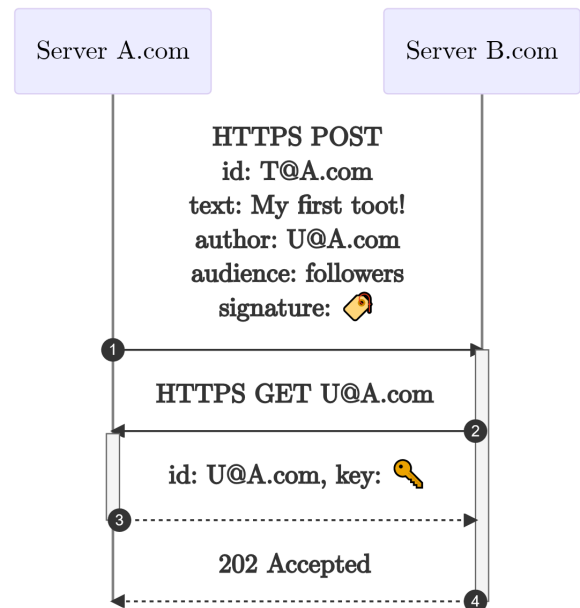 Server A.com
Server B.com
HTTPS POST
id: T@A.com
text: My first toot!
author: U@A.com
audience: followers
signature: 🏷️
1
HTTPS GET U@A.com
2
id: U@A.com, key: 🔑
3
202 Accepted
4